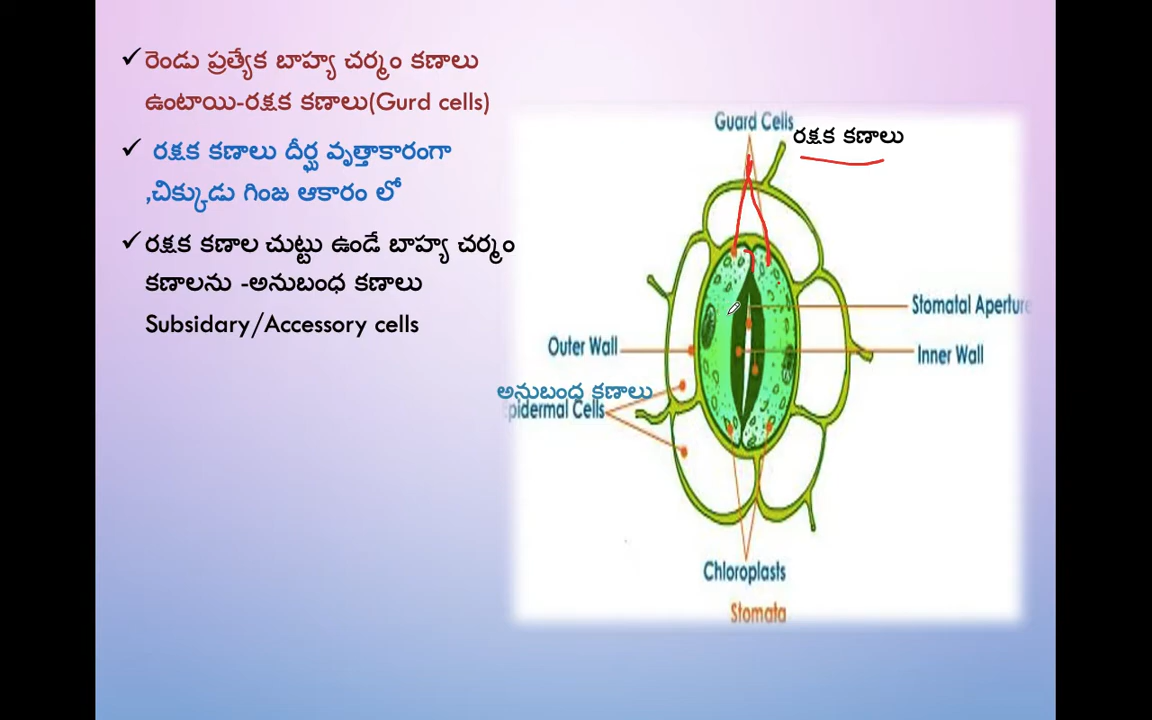 రెండు ప్రత్యేక బాహ్య చర్మం కణాలు
ఉంటాయి-రక్షక కణాలు(Gurd cells)
రక్షక కణాలు దీర్ఘ వృత్తాకారంగా
,చిక్కుడు గింజ ఆకారం లో
రక్షక కణాల చుట్టు ఉండే బాహ్య చర్మం
కణాలను -అనుబంధ కణాలు
Subsidary/Accessory cells
Guard Cells
రక్షక కణాలు
Stomatal Aperture
Outer Wall
Inner Wall
అనుబంధ కణాలు
Epidermal Cells
Chloroplasts
Stomata